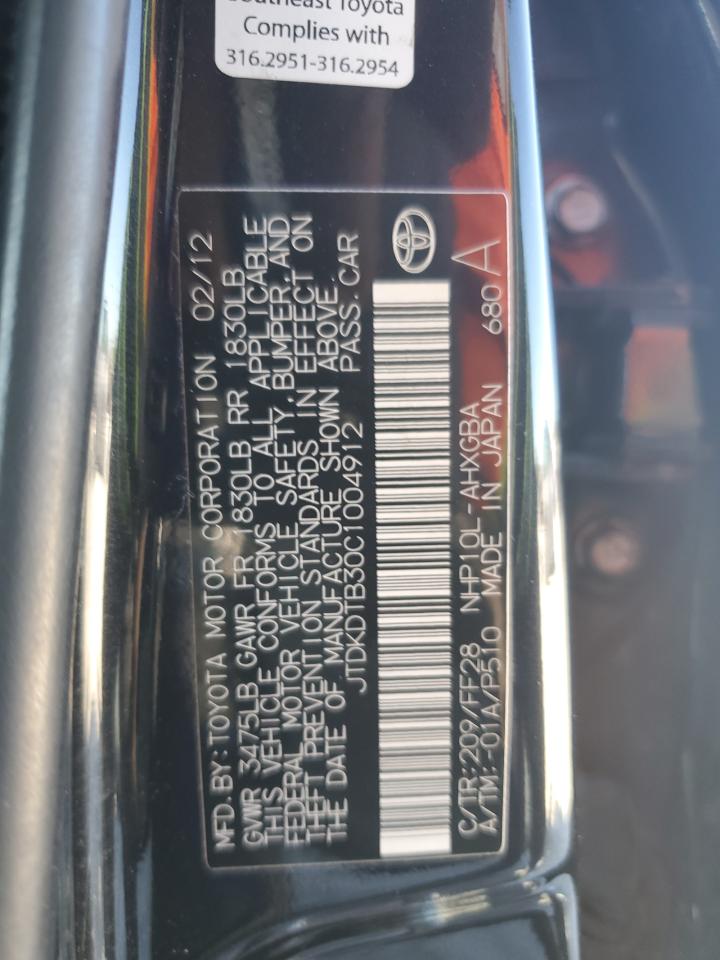 Southeast Toyota
Complies with
316.2951-316.2954
MFD. BY: TOYOTA MOTOR CORPORATION 02/12
GVWR 3475LB GAWR FR 1830LB RR 1830LB
THIS VEHICLE CONFORMS TO ALL APPLICABLE
FEDERAL MOTOR VEHICLE SAFETY, BUMPER, AND
THEFT PREVENTION STANDARDS IN EFFECT ON
THE DATE OF MANUFACTURE SHOWN ABOVE.
JTDKDTB30C1004912 PASS. CAR
C/TR: 209/FF28 NHP10L-AHXGBA
A/TM: -01A/P510 MADE IN JAPAN 680 A